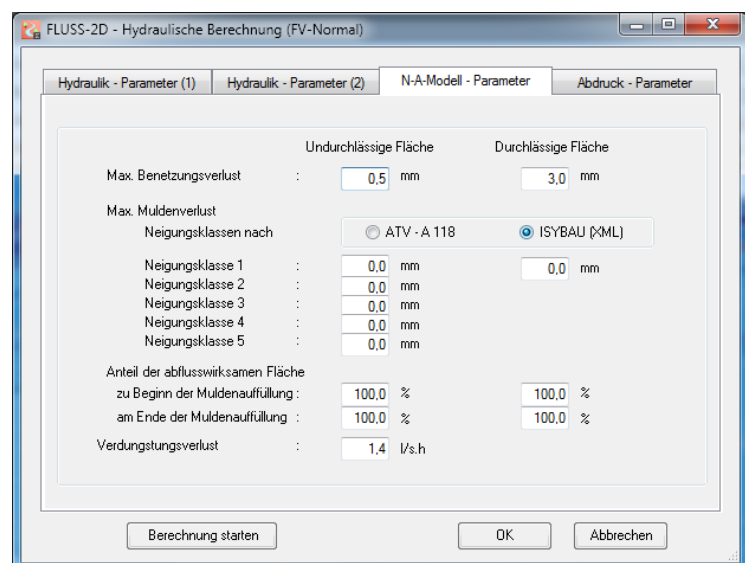 FLUSS-2D - Hydraulische Berechnung (FV-Normal)
Hydraulik - Parameter (1) Hydraulik - Parameter (2) N-A-Modell - Parameter Abdruck - Parameter
Undurchlässige Fläche Durchlässige Fläche
Max. Benetzungsverlust : 0,5 mm 3,0 mm
Max. Muldenverlust
Neigungsklassen nach ATV - A 118 ISYBAU (XML)
Neigungsklasse 1 : 0,0 mm 0,0 mm
Neigungsklasse 2 : 0,0 mm
Neigungsklasse 3 : 0,0 mm
Neigungsklasse 4 : 0,0 mm
Neigungsklasse 5 : 0,0 mm
Anteil der abflusswirksamen Fläche
zu Beginn der Muldenauffüllung : 100,0 % 100,0 %
am Ende der Muldenauffüllung : 100,0 % 100,0 %
Verdungstungsverlust : 1,4 l/s.h
Berechnung starten OK Abbrechen